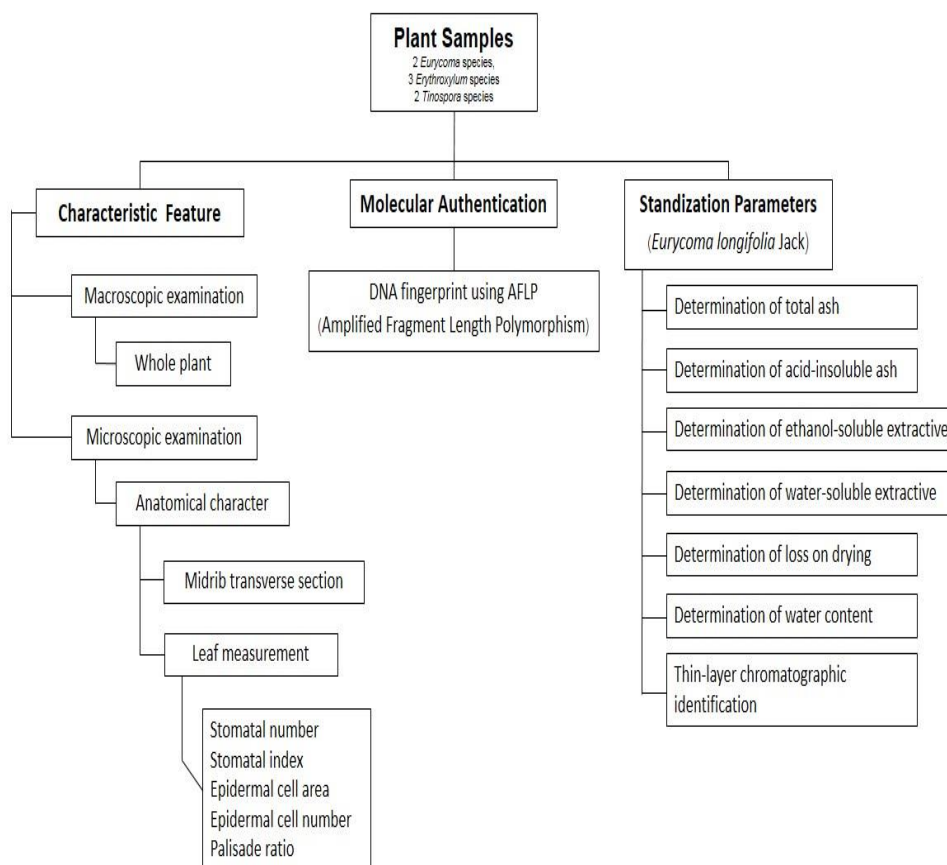 Plant Samples
2 Eurycoma species,
3 Erythroxylum species
2 Tinospora species
Characteristic Feature
Macroscopic examination
Whole plant
Microscopic examination
Anatomical character
Midrib transverse section
Leaf measurement
Stomatal number
Stomatal index
Epidermal cell area
Epidermal cell number
Palisade ratio
Molecular Authentication
DNA fingerprint using AFLP
(Amplified Fragment Length Polymorphism)
Standization Parameters
(Eurycoma longifolia Jack)
Determination of total ash
Determination of acid-insoluble ash
Determination of ethanol-soluble extractive
Determination of water-soluble extractive
Determination of loss on drying
Determination of water content
Thin-layer chromatographic
identification